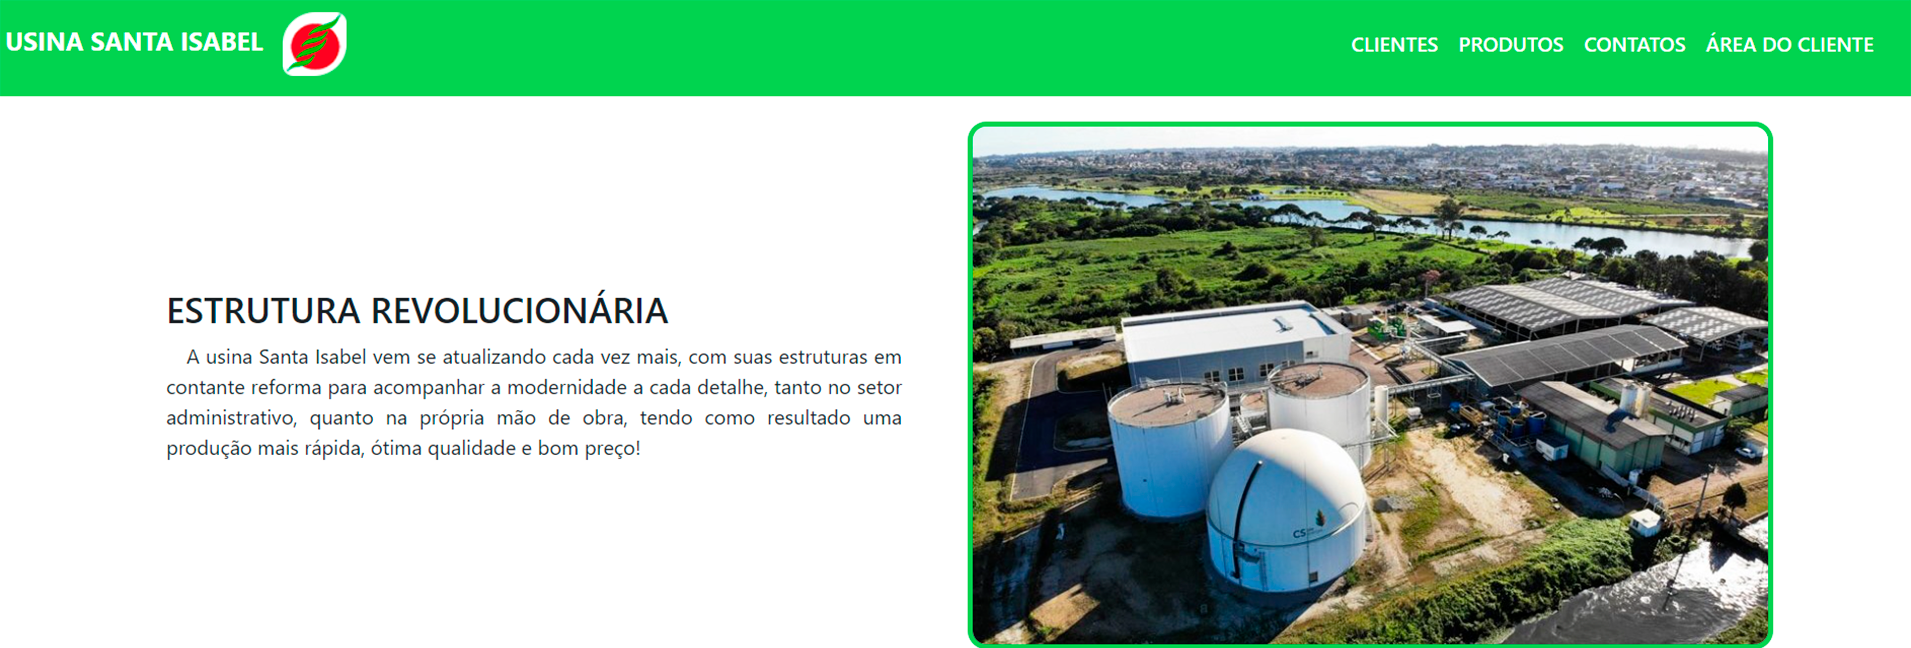 USINA SANTA ISABEL
CLIENTES PRODUTOS CONTATOS ÁREA DO CLIENTE
ESTRUTURA REVOLUCIONÁRIA
A usina Santa Isabel vem se atualizando cada vez mais, com suas estruturas em
contante reforma para acompanhar a modernidade a cada detalhe, tanto no setor
administrativo, quanto na própria mão de obra, tendo como resultado uma
produção mais rápida, ótima qualidade e bom preço!
CS